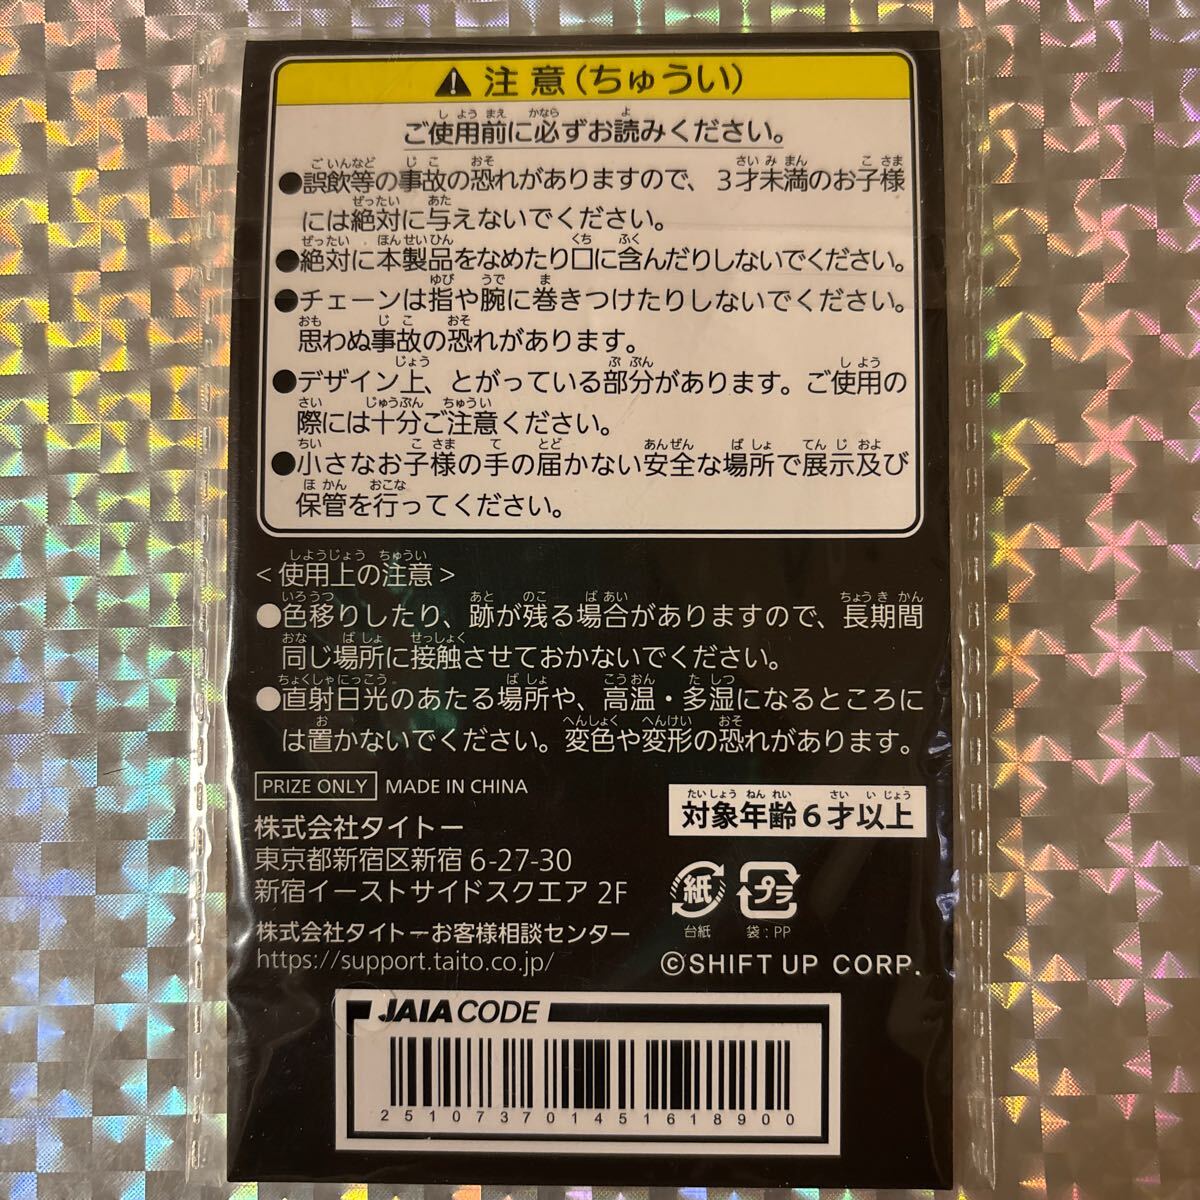 ⚠ 注意(ちゅうい)
ご使用前に必ずお読みください。
●誤飲等の事故の恐れがありますので、3才未満のお子様
には絶対に与えないでください。
●絶対に本製品をなめたり口に含んだりしないでください。
●チェーンは指や腕に巻きつけたりしないでください。
思わぬ事故の恐れがあります。
●デザイン上、とがっている部分があります。ご使用の
際には十分ご注意ください。
●小さなお子様の手の届かない安全な場所で展示及び
保管を行ってください。
<使用上の注意>
●色移りしたり、跡が残る場合がありますので、長期間
同じ場所に接触させておかないでください。
●直射日光のあたる場所や、高温・多湿になるところに
は置かないでください。変色や変形の恐れがあります。
PRIZE ONLY MADE IN CHINA
対象年齢6才以上
株式会社タイトー
東京都新宿区新宿 6-27-30
新宿イーストサイドスクエア 2F
紙 プラ
台紙 袋:PP
株式会社タイトーお客様相談センター
https://support.taito.co.jp/
©SHIFT UP CORP.
JAIA CODE
2510737014516 18900